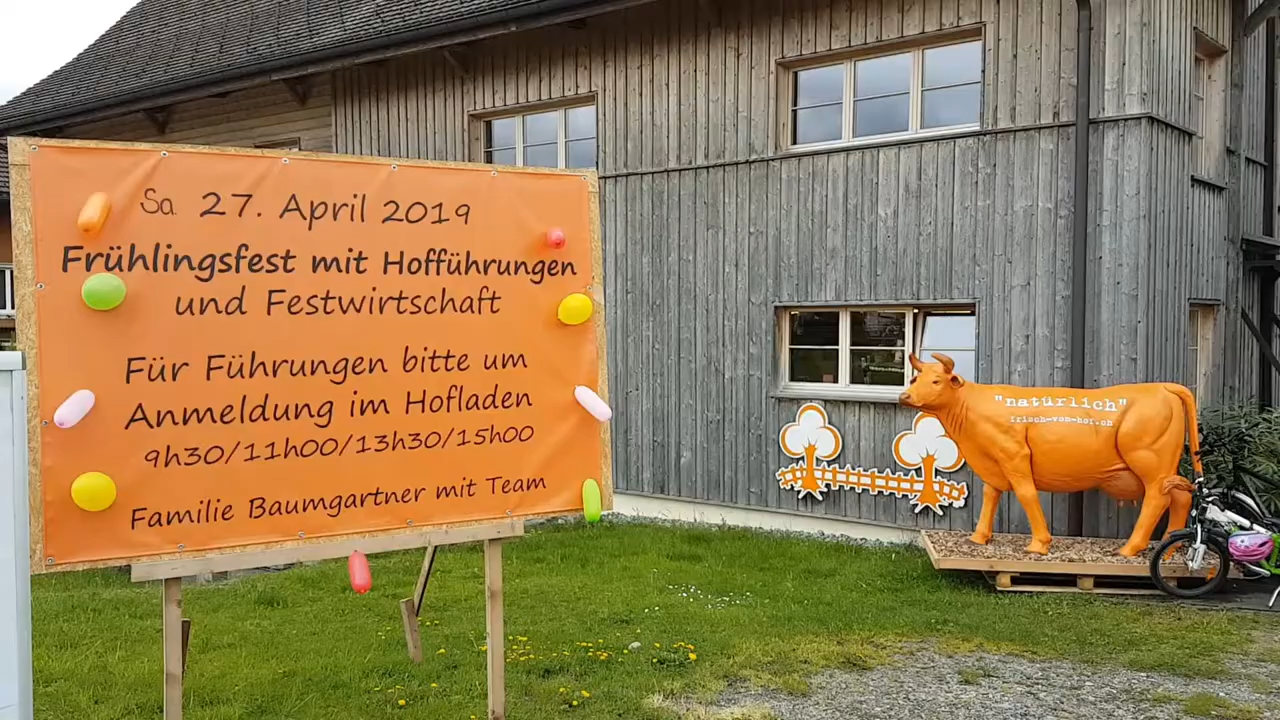 Sa. 27. April 2019
Frühlingsfest mit Hofführungen
und Festwirtschaft
Für Führungen bitte um
Anmeldung im Hofladen
9h30/11h00/13h30/15h00
Familie Baumgartner mit Team
"natürlich"
frisch-vom-hof.ch